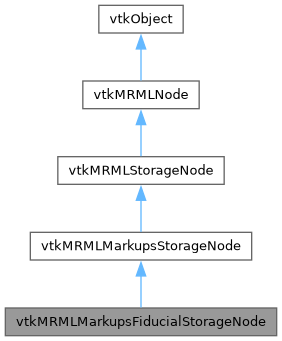 vtkObject
vtkMRMLNode
vtkMRMLStorageNode
vtkMRMLMarkupsStorageNode
vtkMRMLMarkupsFiducialStorageNode